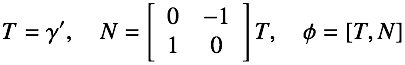 T = γ′, N = [ 0 −1
1 0 ] T, ϕ = [T, N]